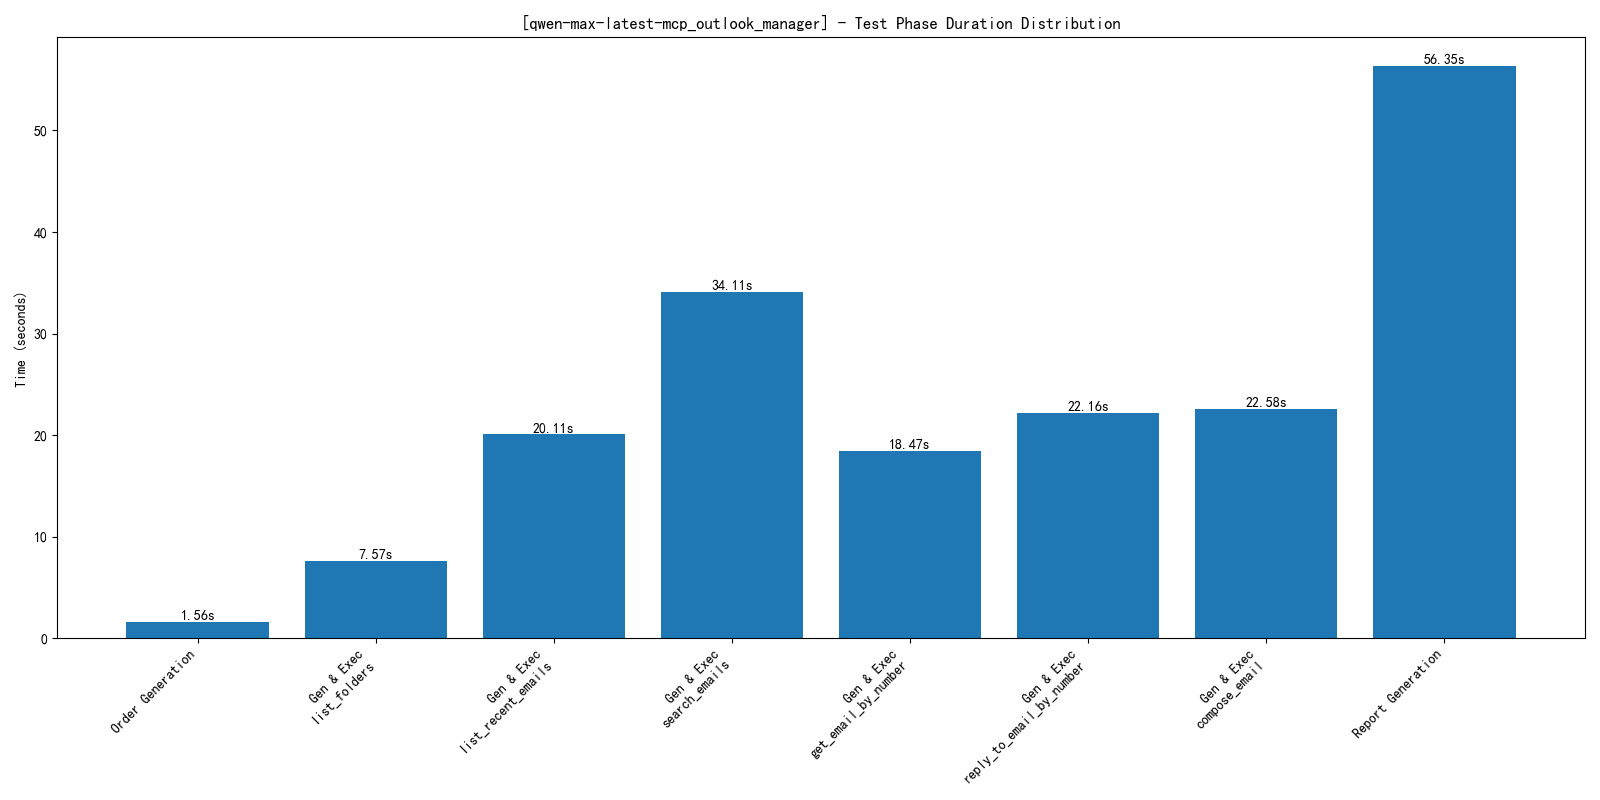 [qwen-max-latest-mcp_outlook_manager] - Test Phase Duration Distribution
Time (seconds)
50
40
30
20
10
0
1.56s
7.57s
20.11s
34.11s
18.47s
22.16s
22.58s
56.35s
Order Generation
Gen & Exec
list_folders
Gen & Exec
list_recent_emails
Gen & Exec
search_emails
Gen & Exec
get_email_by_number
Gen & Exec
reply_to_email_by_number
Gen & Exec
compose_email
Report Generation